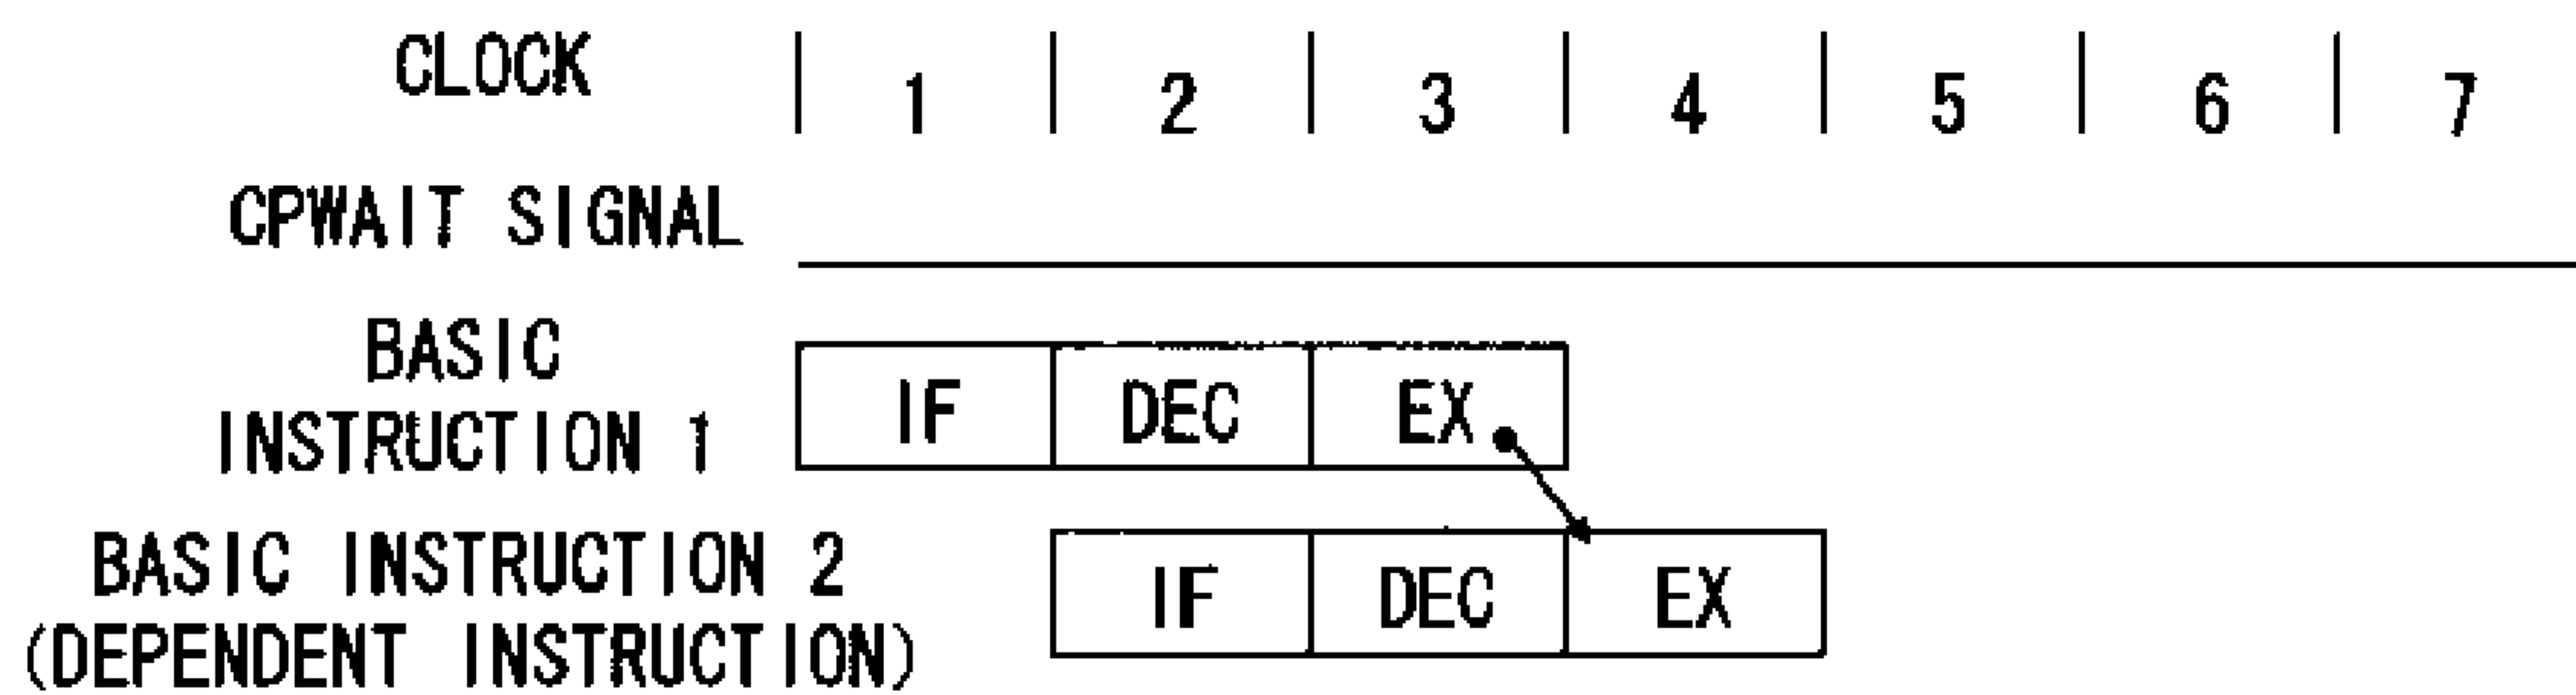 CLOCK 1 2 3 4 5 6 7
CPWAIT SIGNAL
BASIC
INSTRUCTION 1
IF DEC EX
BASIC INSTRUCTION 2
(DEPENDENT INSTRUCTION)
IF DEC EX